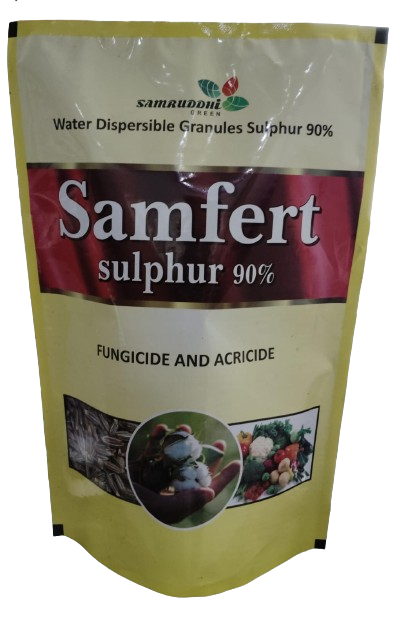 SAMRUDDHI
GREEN
Water Dispersible Granules Sulphur 90%
Samfert
sulphur 90%
FUNGICIDE AND ACRICIDE